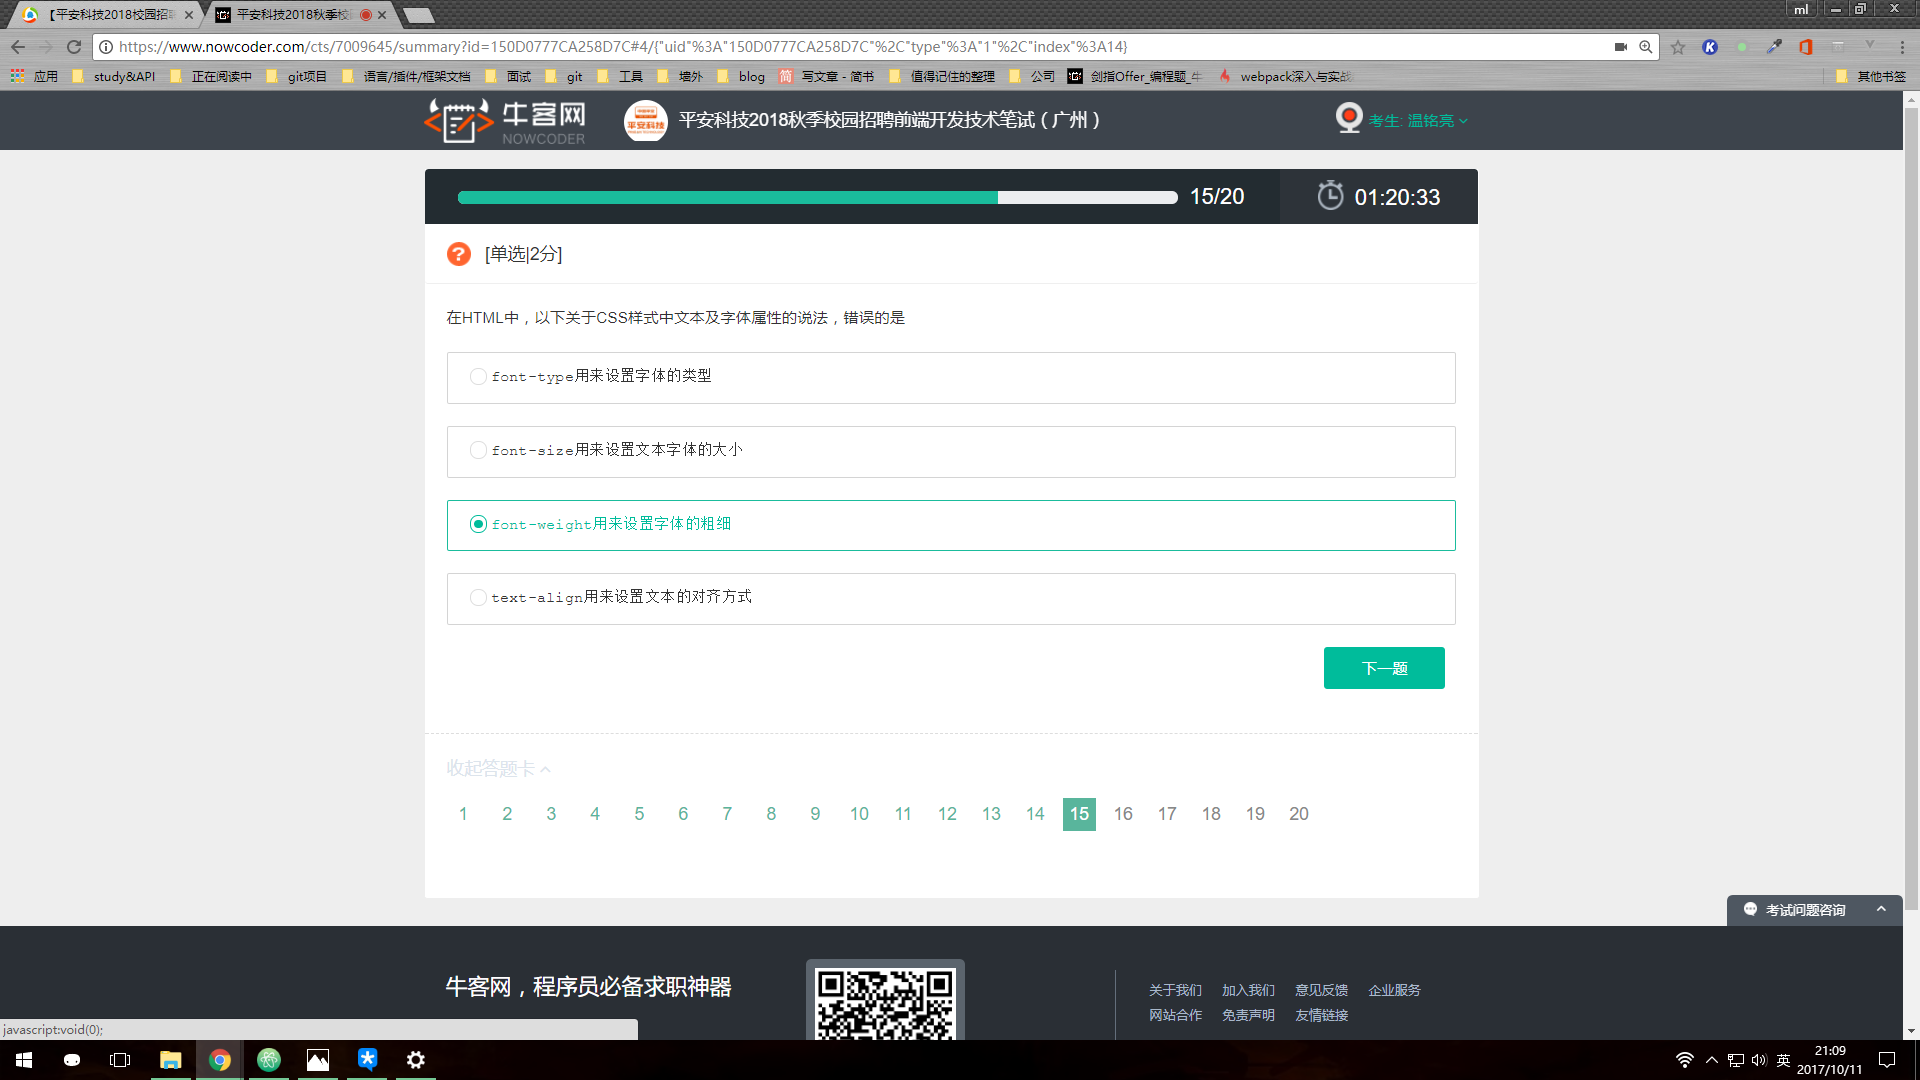 【平安科技2018校园招聘
平安科技2018秋季校
ml
https://www.nowcoder.com/cts/7009645/summary?id=150D0777CA258D7C#4/{"uid"%3A"150D0777CA258D7C"%2C"type"%3A"1"%2C"index"%3A14}
应用
study&API
正在阅读中
git项目
语言/插件/框架文档
面试
git
工具
墙外
blog
简
写文章 - 简书
值得记住的整理
公司
剑指Offer_编程题_牛
webpack深入与实战
其他书签
牛客网
NOWCODER
平安科技
平安科技2018秋季校园招聘前端开发技术笔试（广州）
考生: 温铭亮
15/20
01:20:33
?
[单选|2分]
在HTML中，以下关于CSS样式中文本及字体属性的说法，错误的是
font-type用来设置字体的类型
font-size用来设置文本字体的大小
font-weight用来设置字体的粗细
text-align用来设置文本的对齐方式
下一题
收起答题卡
1 2 3 4 5 6 7 8 9 10 11 12 13 14 15 16 17 18 19 20
考试问题咨询
牛客网，程序员必备求职神器
关于我们 加入我们 意见反馈 企业服务
网站合作 免责声明 友情链接
javascript:void(0);
英
21:09
2017/10/11